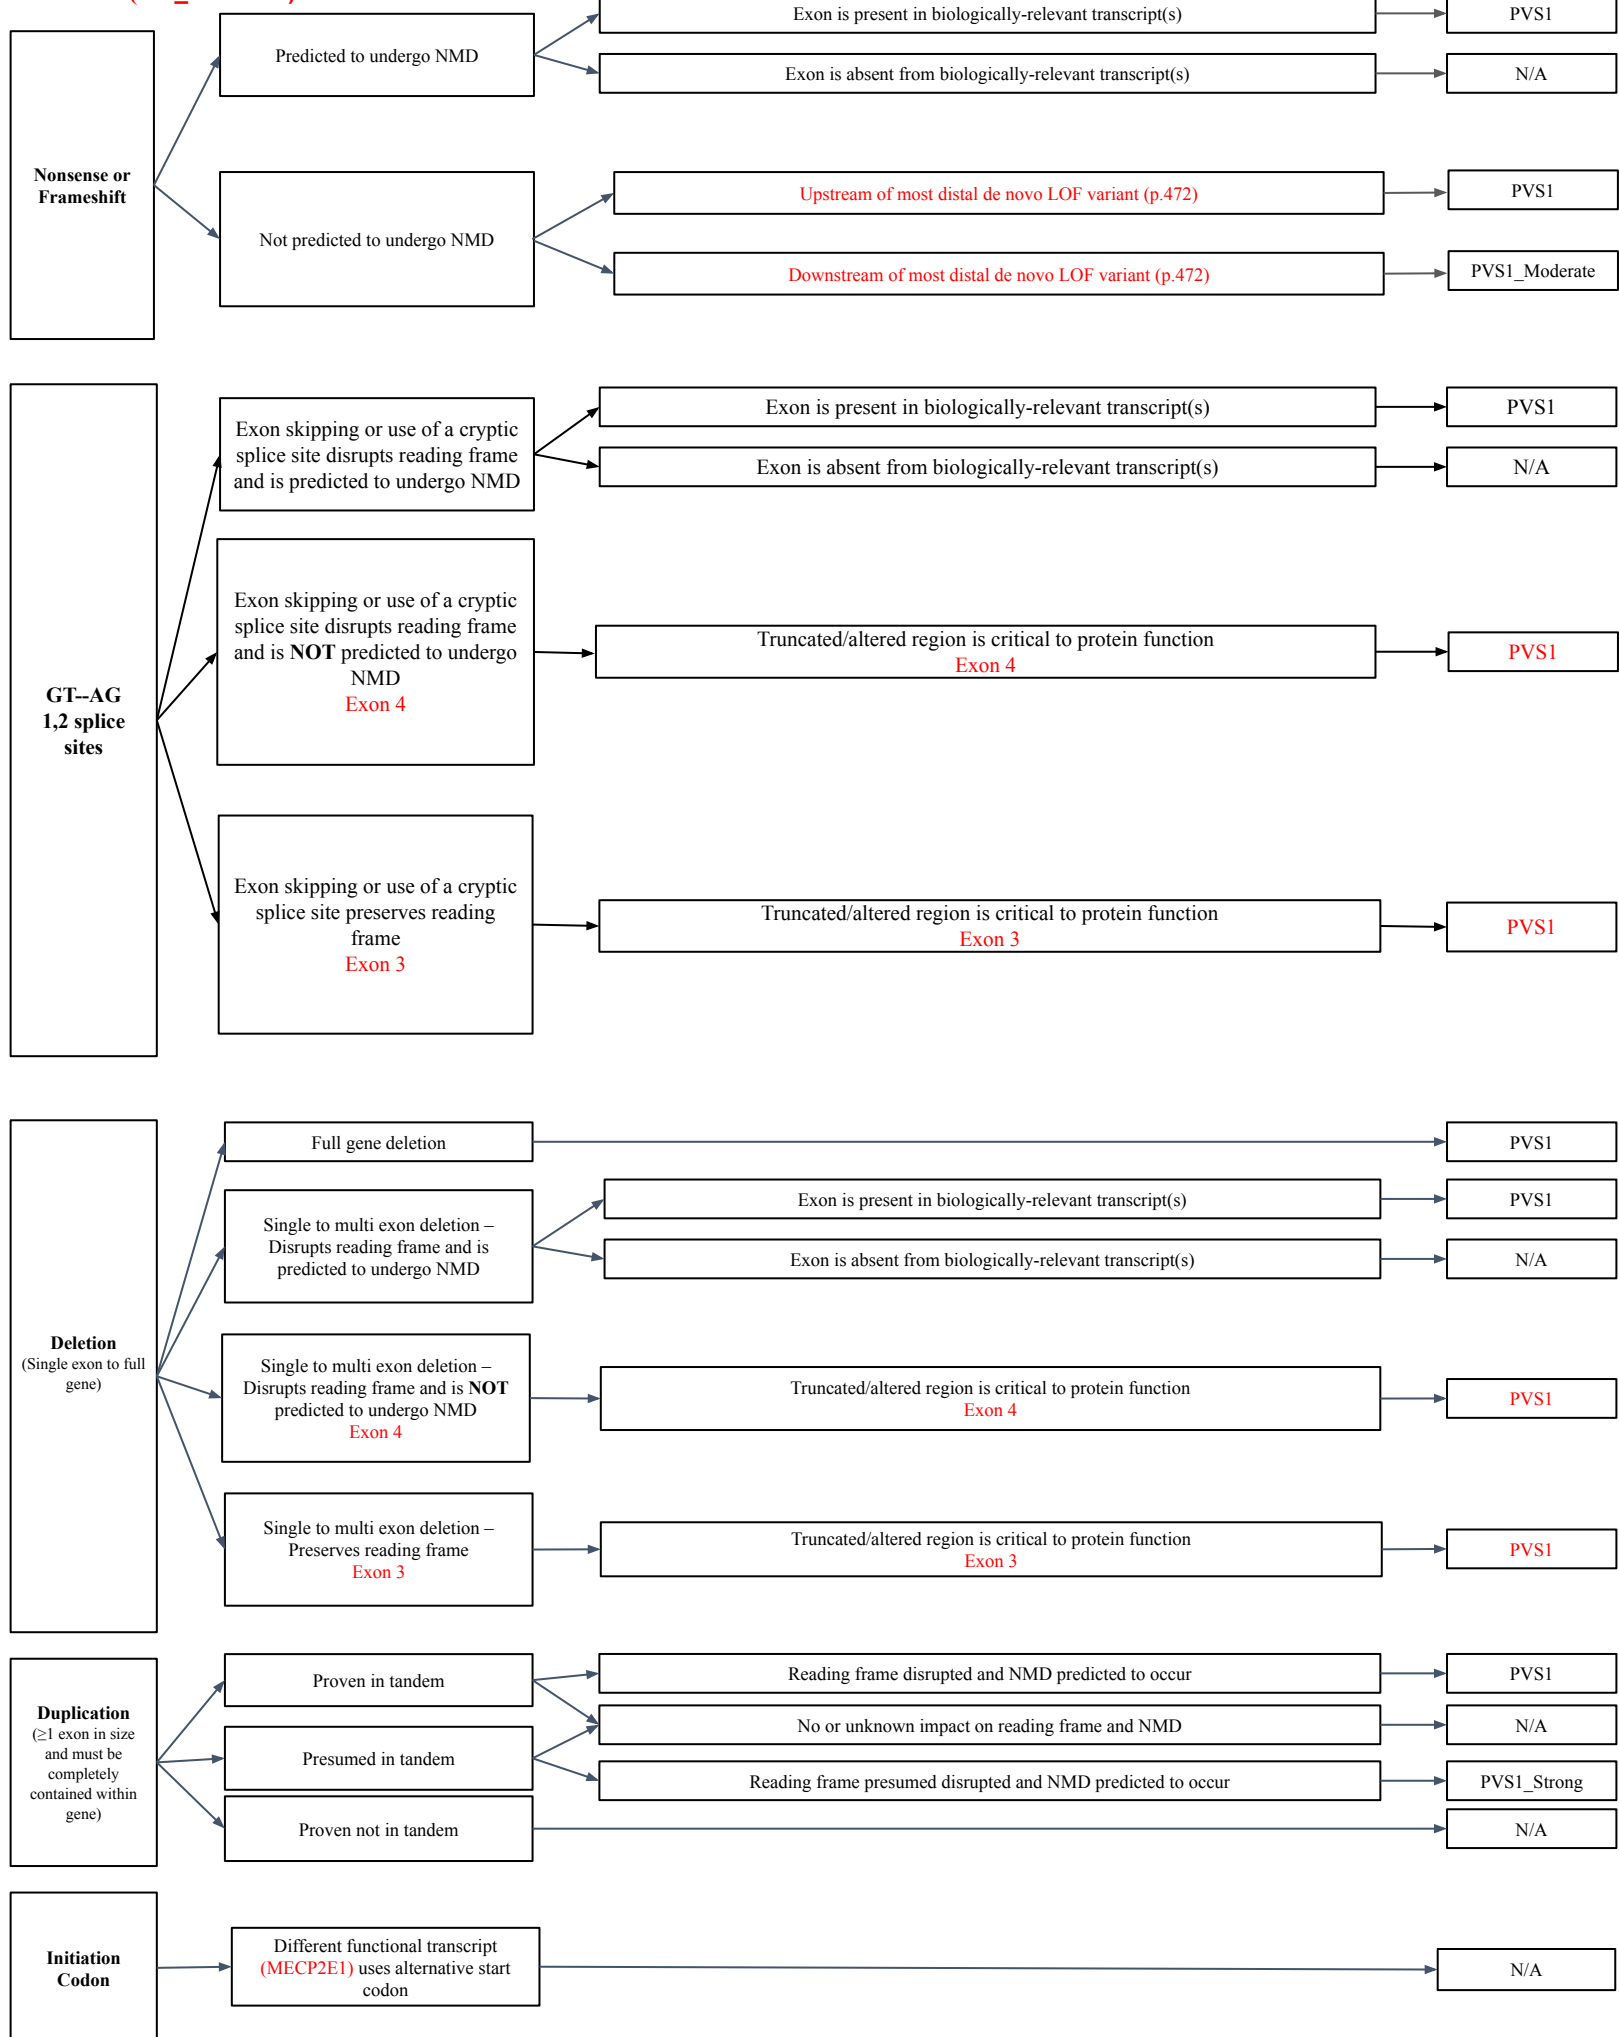 Exon is present in biologically-relevant transcript(s)
PVS1
Predicted to undergo NMD
Exon is absent from biologically-relevant transcript(s)
N/A
Nonsense or
Frameshift
Upstream of most distal de novo LOF variant (p.472)
PVS1
Not predicted to undergo NMD
Downstream of most distal de novo LOF variant (p.472)
PVS1_Moderate
GT--AG
1,2 splice
sites
Exon skipping or use of a cryptic
splice site disrupts reading frame
and is predicted to undergo NMD
Exon is present in biologically-relevant transcript(s)
PVS1
Exon is absent from biologically-relevant transcript(s)
N/A
Exon skipping or use of a cryptic
splice site disrupts reading frame
and is NOT predicted to undergo
NMD
Exon 4
Truncated/altered region is critical to protein function
Exon 4
PVS1
Exon skipping or use of a cryptic
splice site preserves reading
frame
Exon 3
Truncated/altered region is critical to protein function
Exon 3
PVS1
Deletion
(Single exon to full
gene)
Full gene deletion
PVS1
Single to multi exon deletion –
Disrupts reading frame and is
predicted to undergo NMD
Exon is present in biologically-relevant transcript(s)
PVS1
Exon is absent from biologically-relevant transcript(s)
N/A
Single to multi exon deletion –
Disrupts reading frame and is NOT
predicted to undergo NMD
Exon 4
Truncated/altered region is critical to protein function
Exon 4
PVS1
Single to multi exon deletion –
Preserves reading frame
Exon 3
Truncated/altered region is critical to protein function
Exon 3
PVS1
Duplication
(≥1 exon in size
and must be
completely
contained within
gene)
Proven in tandem
Reading frame disrupted and NMD predicted to occur
PVS1
No or unknown impact on reading frame and NMD
N/A
Presumed in tandem
Reading frame presumed disrupted and NMD predicted to occur
PVS1_Strong
Proven not in tandem
N/A
Initiation
Codon
Different functional transcript
(MECP2E1) uses alternative start
codon
N/A